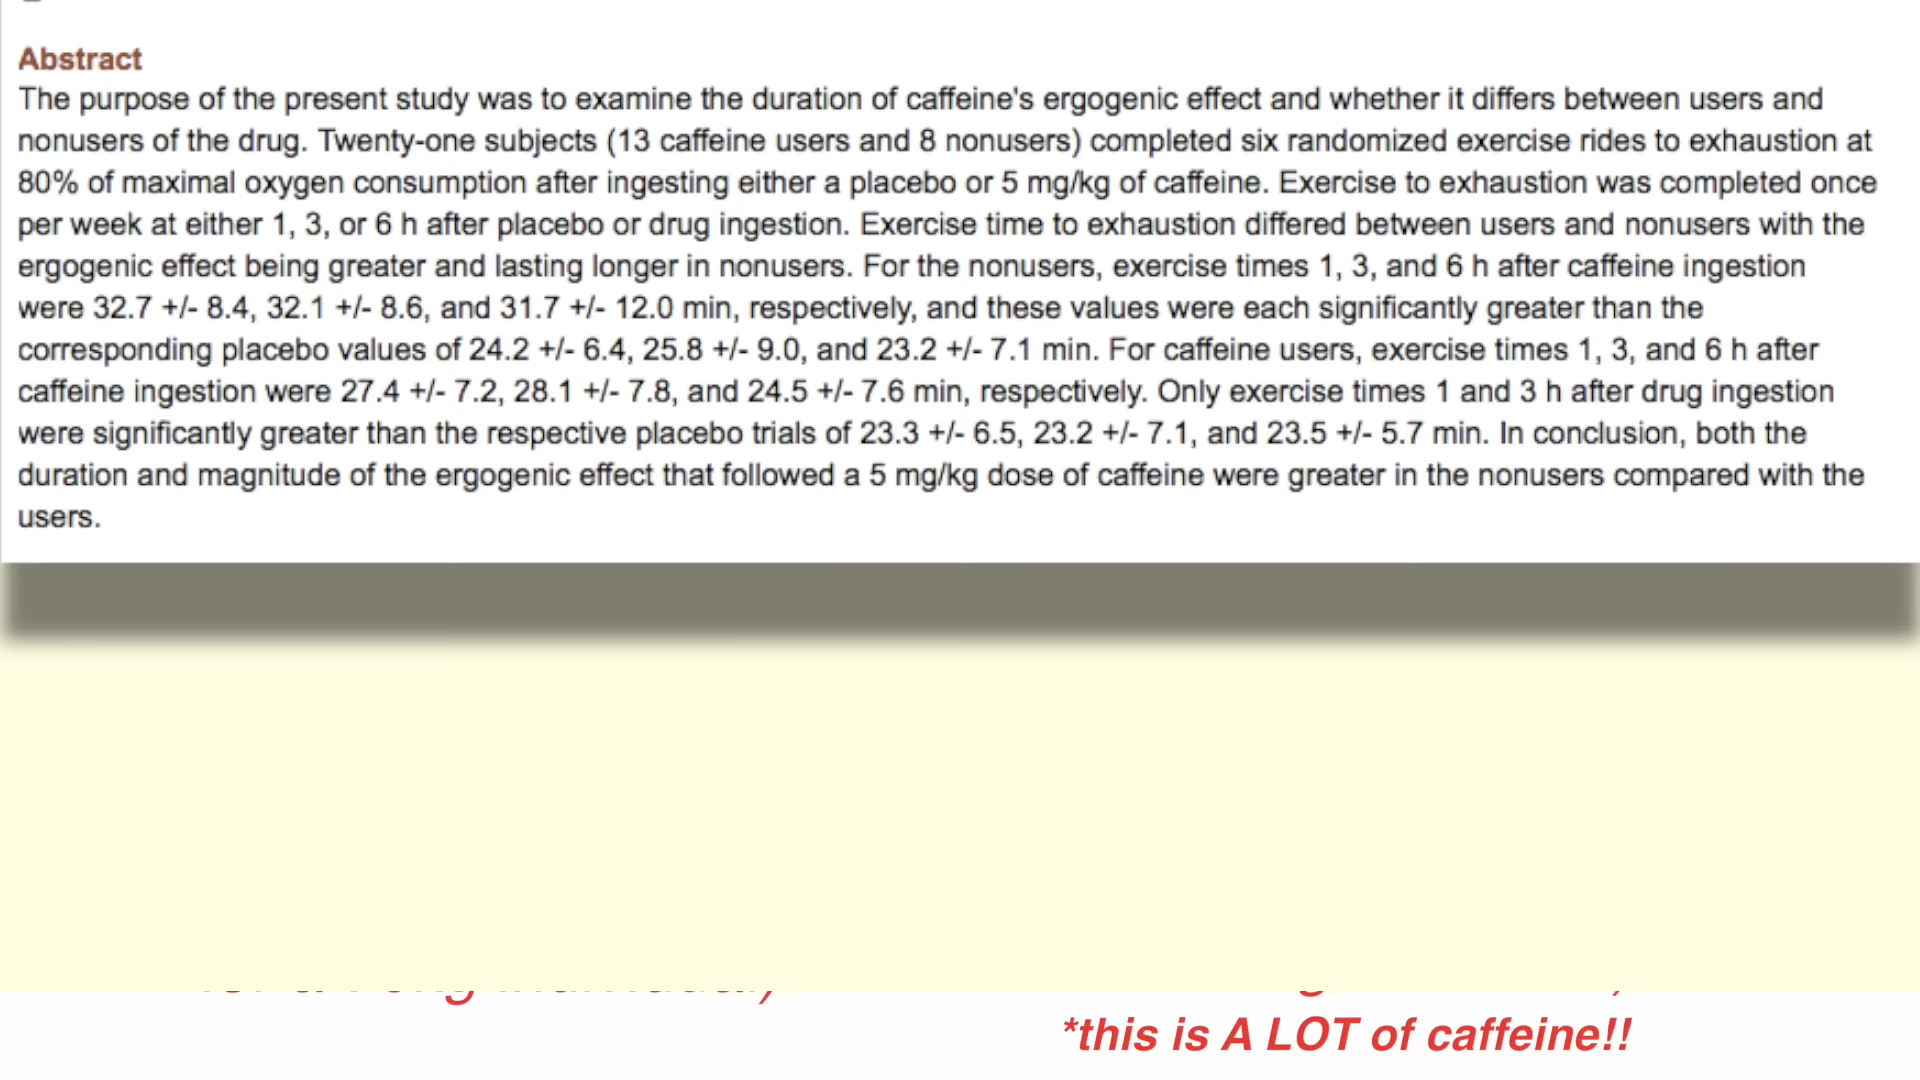 Abstract
The purpose of the present study was to examine the duration of caffeine's ergogenic effect and whether it differs between users and
nonusers of the drug. Twenty-one subjects (13 caffeine users and 8 nonusers) completed six randomized exercise rides to exhaustion at
80% of maximal oxygen consumption after ingesting either a placebo or 5 mg/kg of caffeine. Exercise to exhaustion was completed once
per week at either 1, 3, or 6 h after placebo or drug ingestion. Exercise time to exhaustion differed between users and nonusers with the
ergogenic effect being greater and lasting longer in nonusers. For the nonusers, exercise times 1, 3, and 6 h after caffeine ingestion
were 32.7 +/- 8.4, 32.1 +/- 8.6, and 31.7 +/- 12.0 min, respectively, and these values were each significantly greater than the
corresponding placebo values of 24.2 +/- 6.4, 25.8 +/- 9.0, and 23.2 +/- 7.1 min. For caffeine users, exercise times 1, 3, and 6 h after
caffeine ingestion were 27.4 +/- 7.2, 28.1 +/- 7.8, and 24.5 +/- 7.6 min, respectively. Only exercise times 1 and 3 h after drug ingestion
were significantly greater than the respective placebo trials of 23.3 +/- 6.5, 23.2 +/- 7.1, and 23.5 +/- 5.7 min. In conclusion, both the
duration and magnitude of the ergogenic effect that followed a 5 mg/kg dose of caffeine were greater in the nonusers compared with the
users.
*this is A LOT of caffeine!!